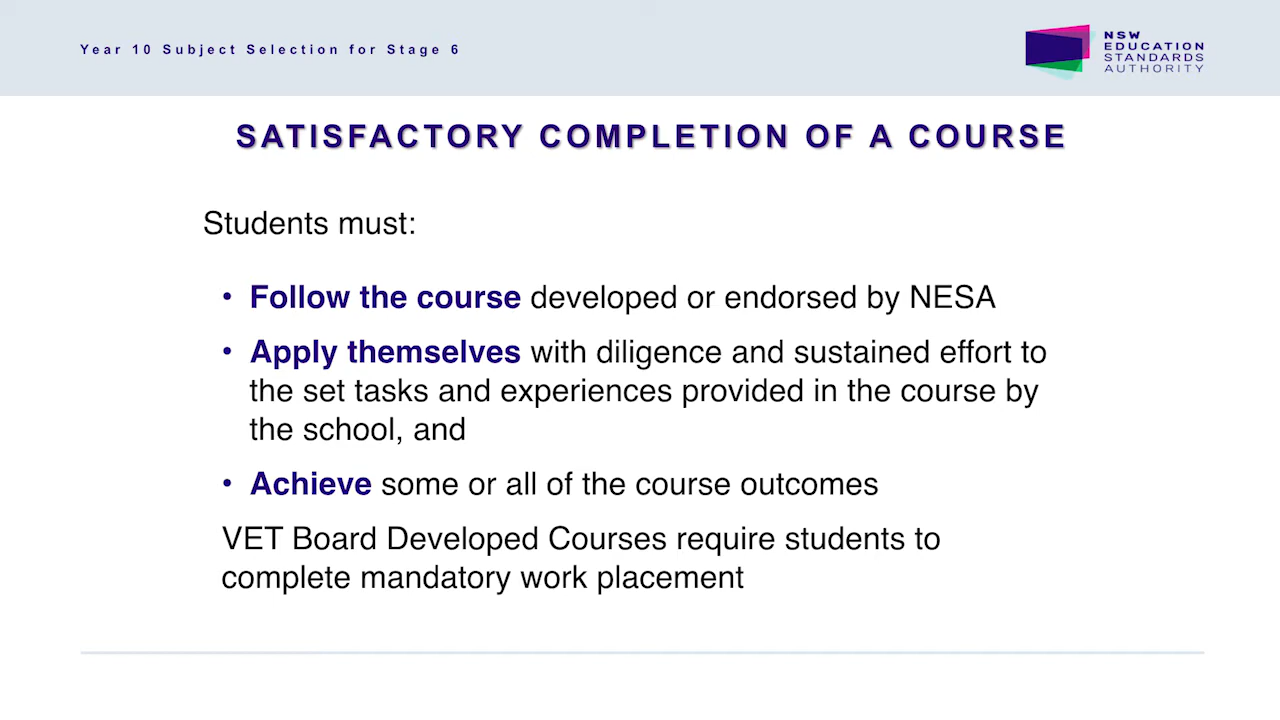 Year 10 Subject Selection for Stage 6
NSW
EDUCATION
STANDARDS
AUTHORITY
SATISFACTORY COMPLETION OF A COURSE
Students must:
• Follow the course developed or endorsed by NESA
• Apply themselves with diligence and sustained effort to
the set tasks and experiences provided in the course by
the school, and
• Achieve some or all of the course outcomes
VET Board Developed Courses require students to
complete mandatory work placement